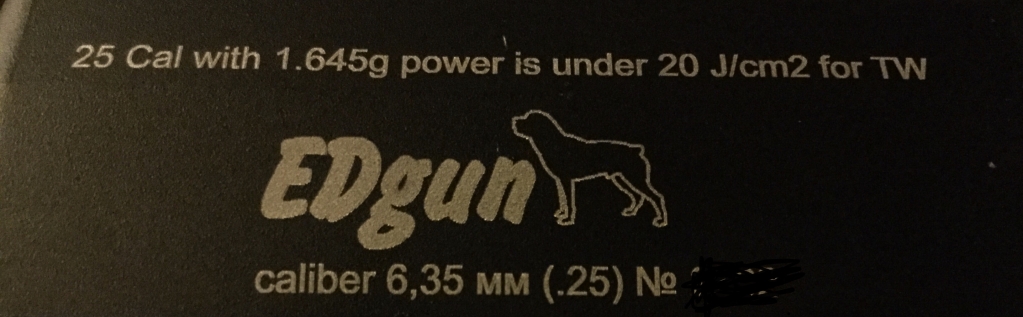 25 Cal with 1.645g power is under 20 J/cm2 for TW
EDgun
caliber 6,35 мм (.25) №